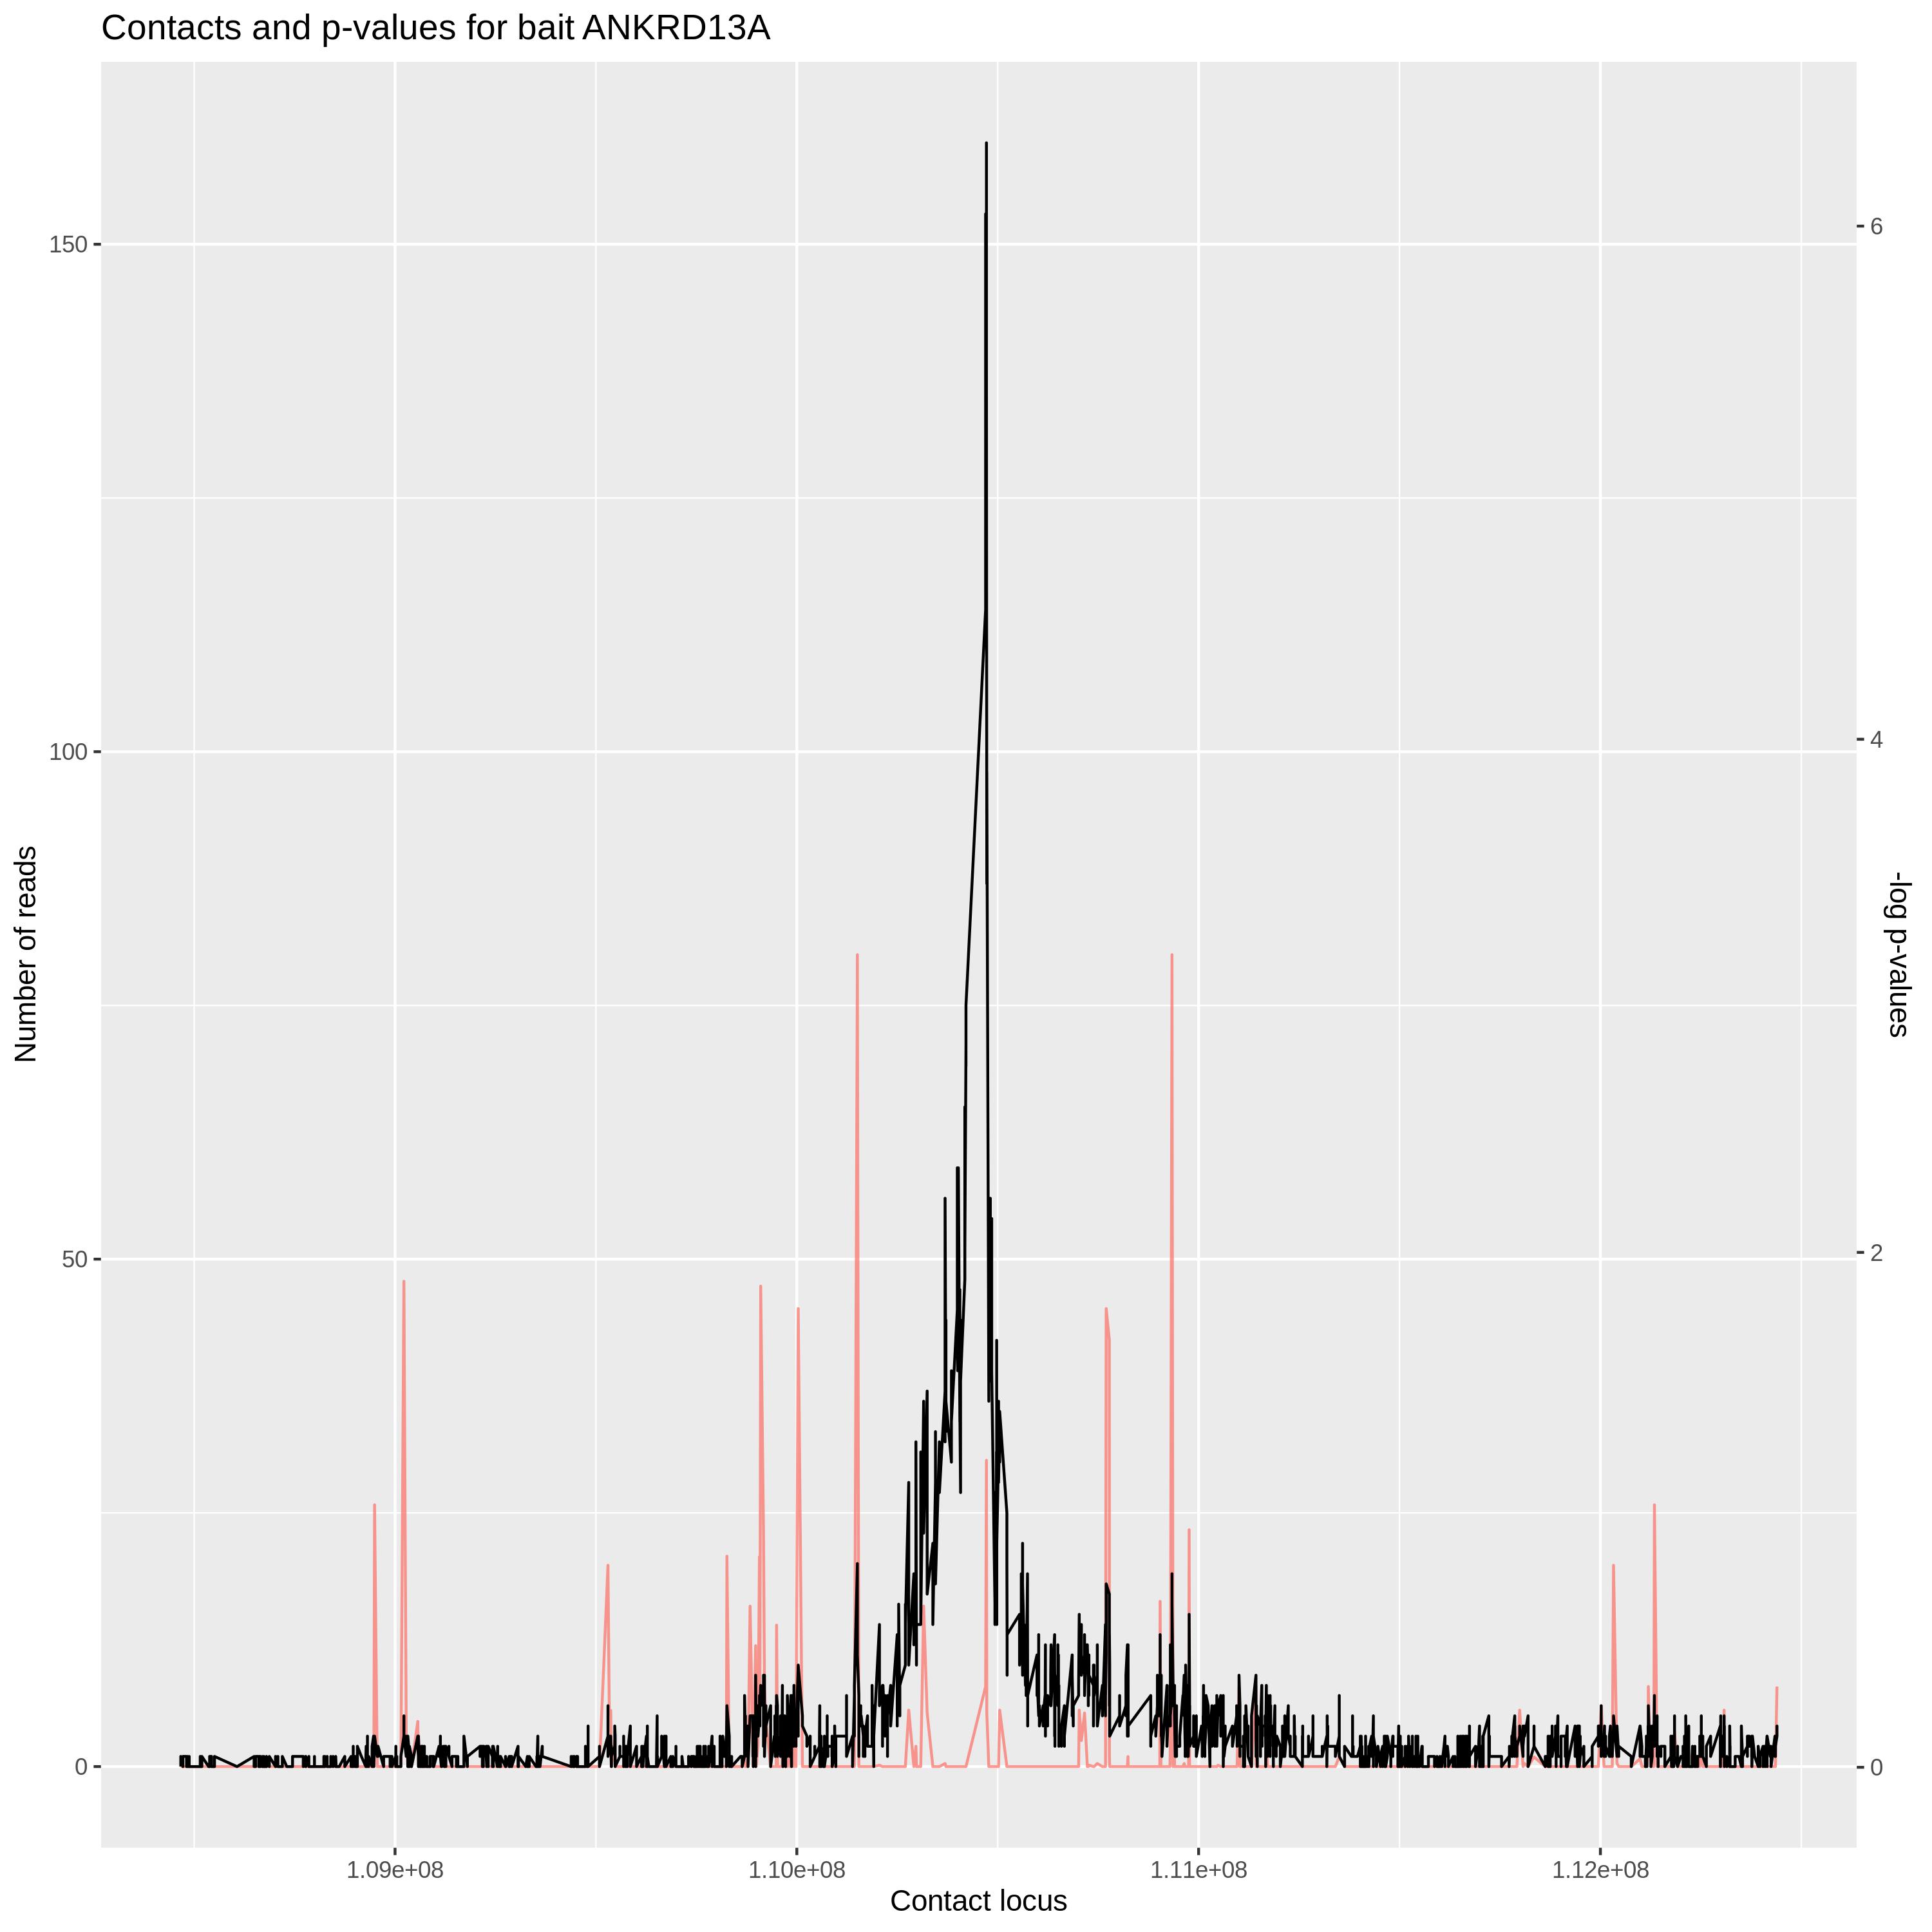 Contacts and p-values for bait ANKRD13A
150
100
50
0
Number of reads
6
4
2
0
-log p-values
1.09e+08
1.10e+08
1.11e+08
1.12e+08
Contact locus